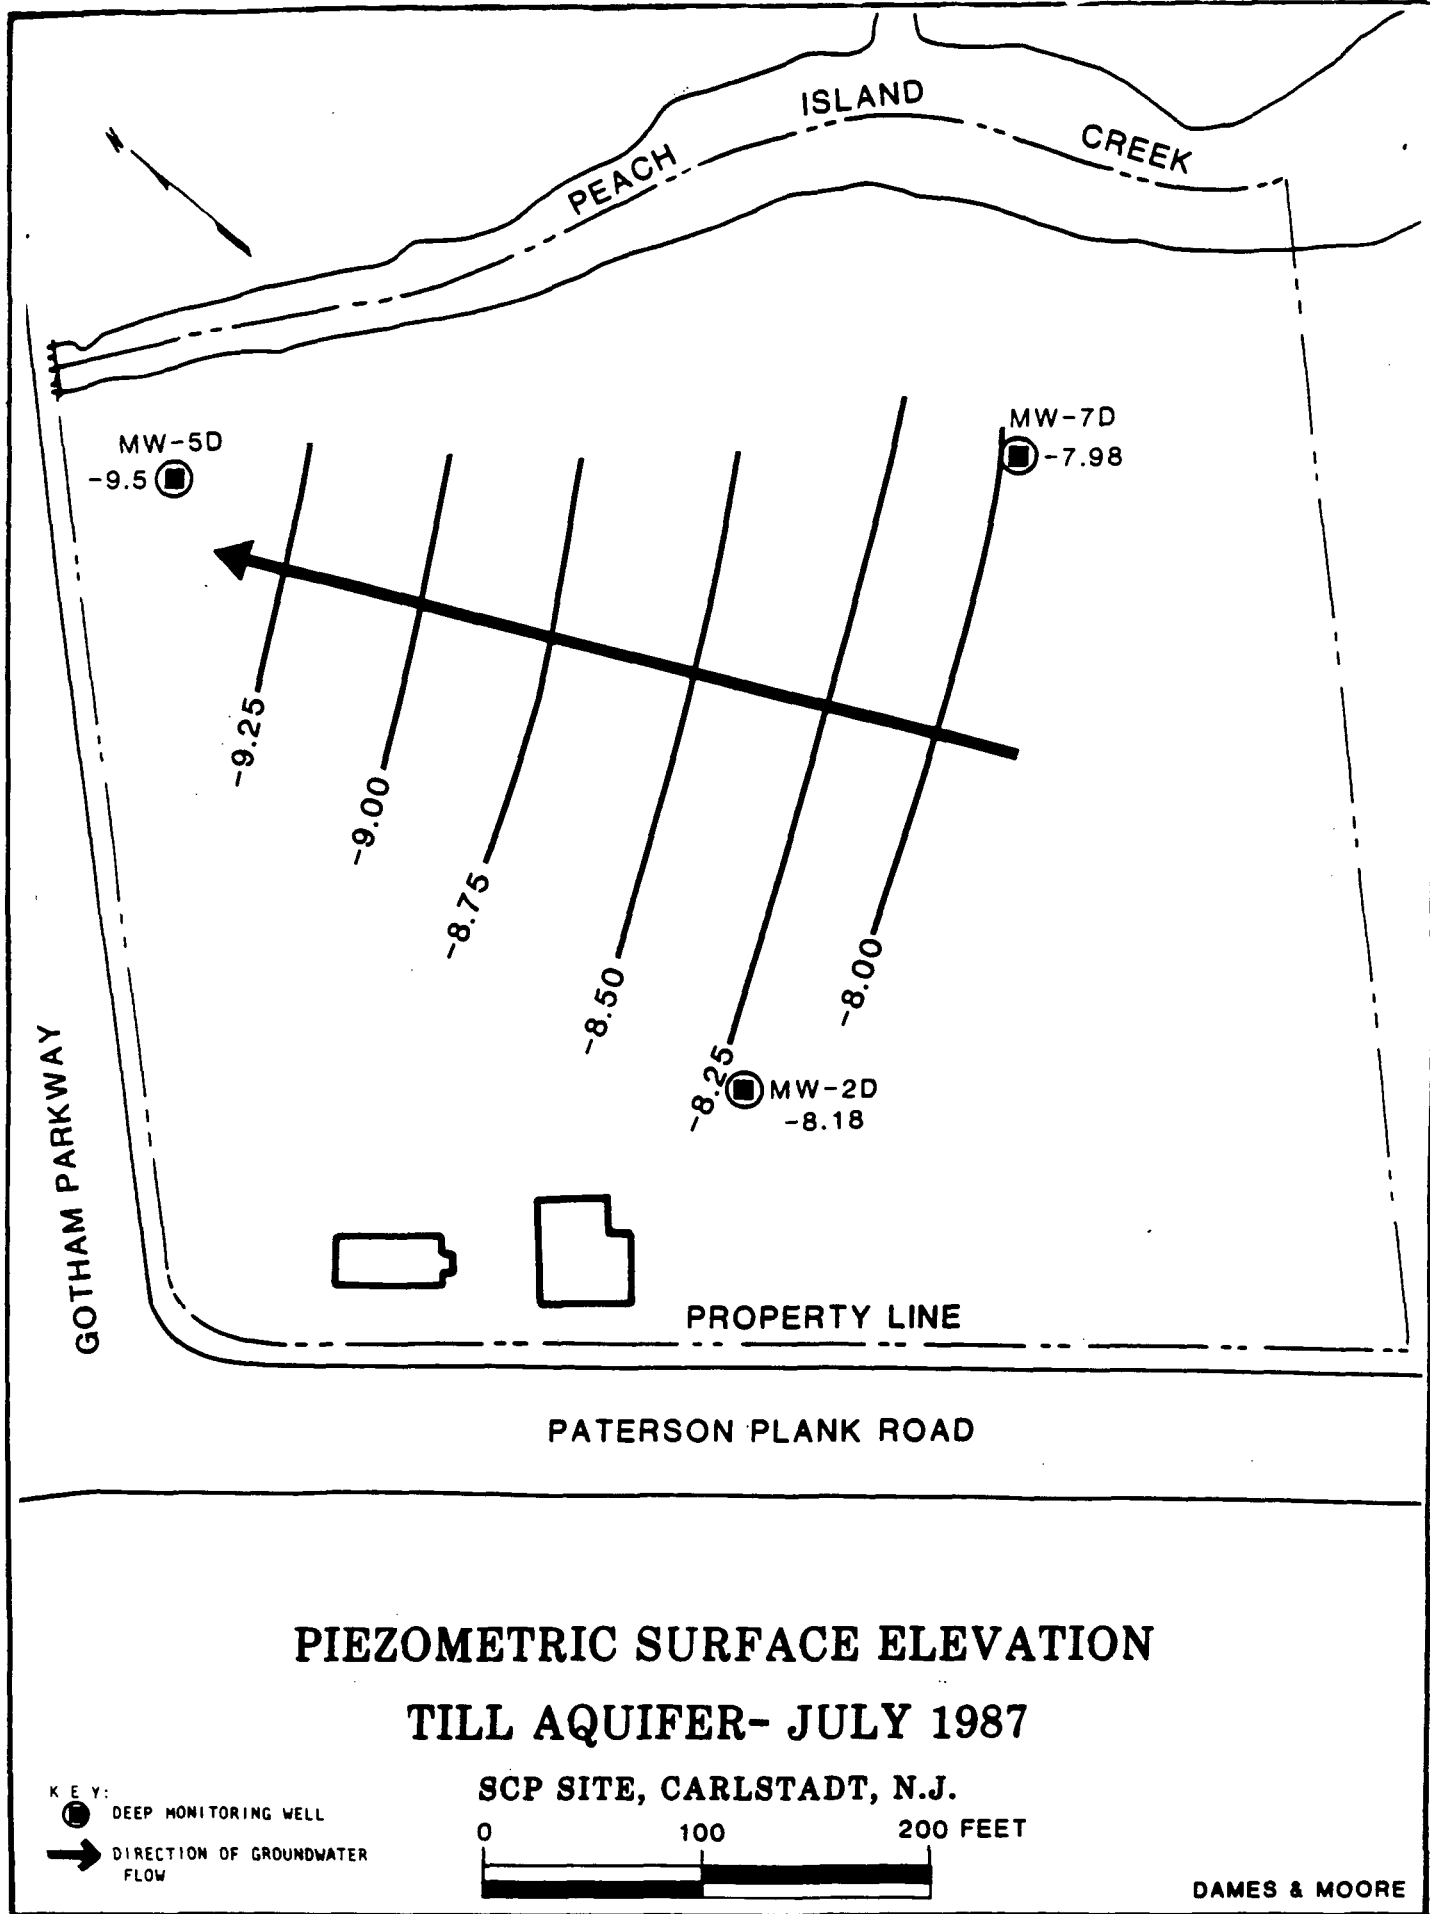 ISLAND
CREEK
PEACH
N
MW-5D
-9.5
MW-7D
-7.98
-9.25
-9.00
-8.75
-8.50
-8.25
-8.00
MW-2D
-8.18
GOTHAM PARKWAY
PROPERTY LINE
PATERSON PLANK ROAD
PIEZOMETRIC SURFACE ELEVATION
TILL AQUIFER- JULY 1987
SCP SITE, CARLSTADT, N.J.
KEY:
DEEP MONITORING WELL
DIRECTION OF GROUNDWATER
FLOW
0 100 200 FEET
DAMES & MOORE